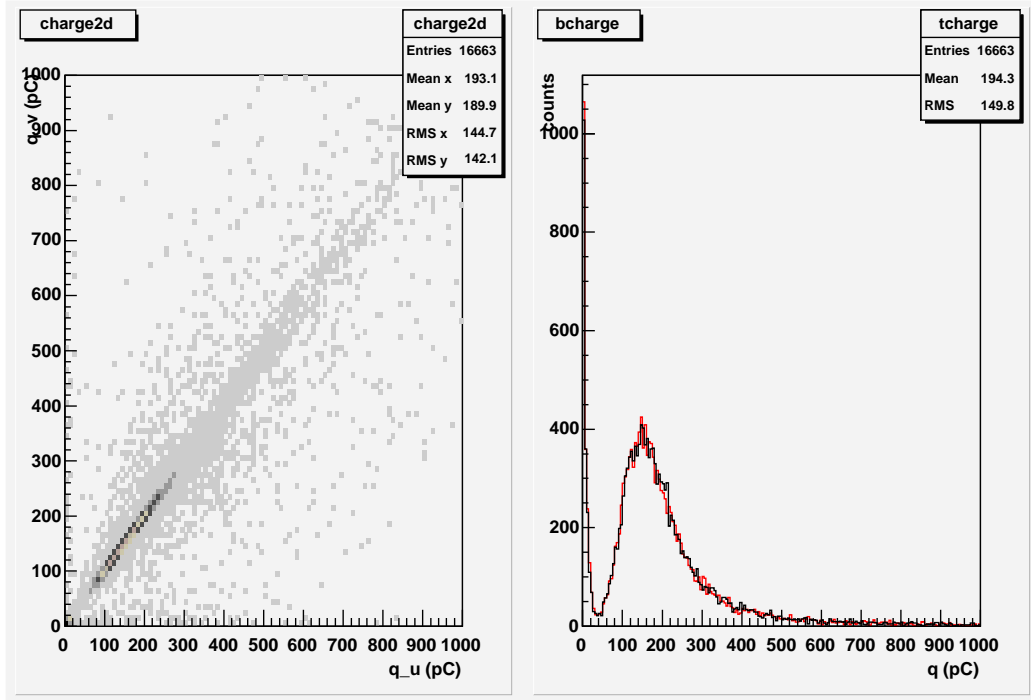 charge2d
charge2d
Entries 16663
Mean x 193.1
Mean y 189.9
RMS x 144.7
RMS y 142.1
q_v (pC)
1000
900
800
700
600
500
400
300
200
100
0
0 100 200 300 400 500 600 700 800 900 1000
q_u (pC)
bcharge
tcharge
Entries 16663
Mean 194.3
RMS 149.8
counts
1000
800
600
400
200
0
0 100 200 300 400 500 600 700 800 900 1000
q (pC)